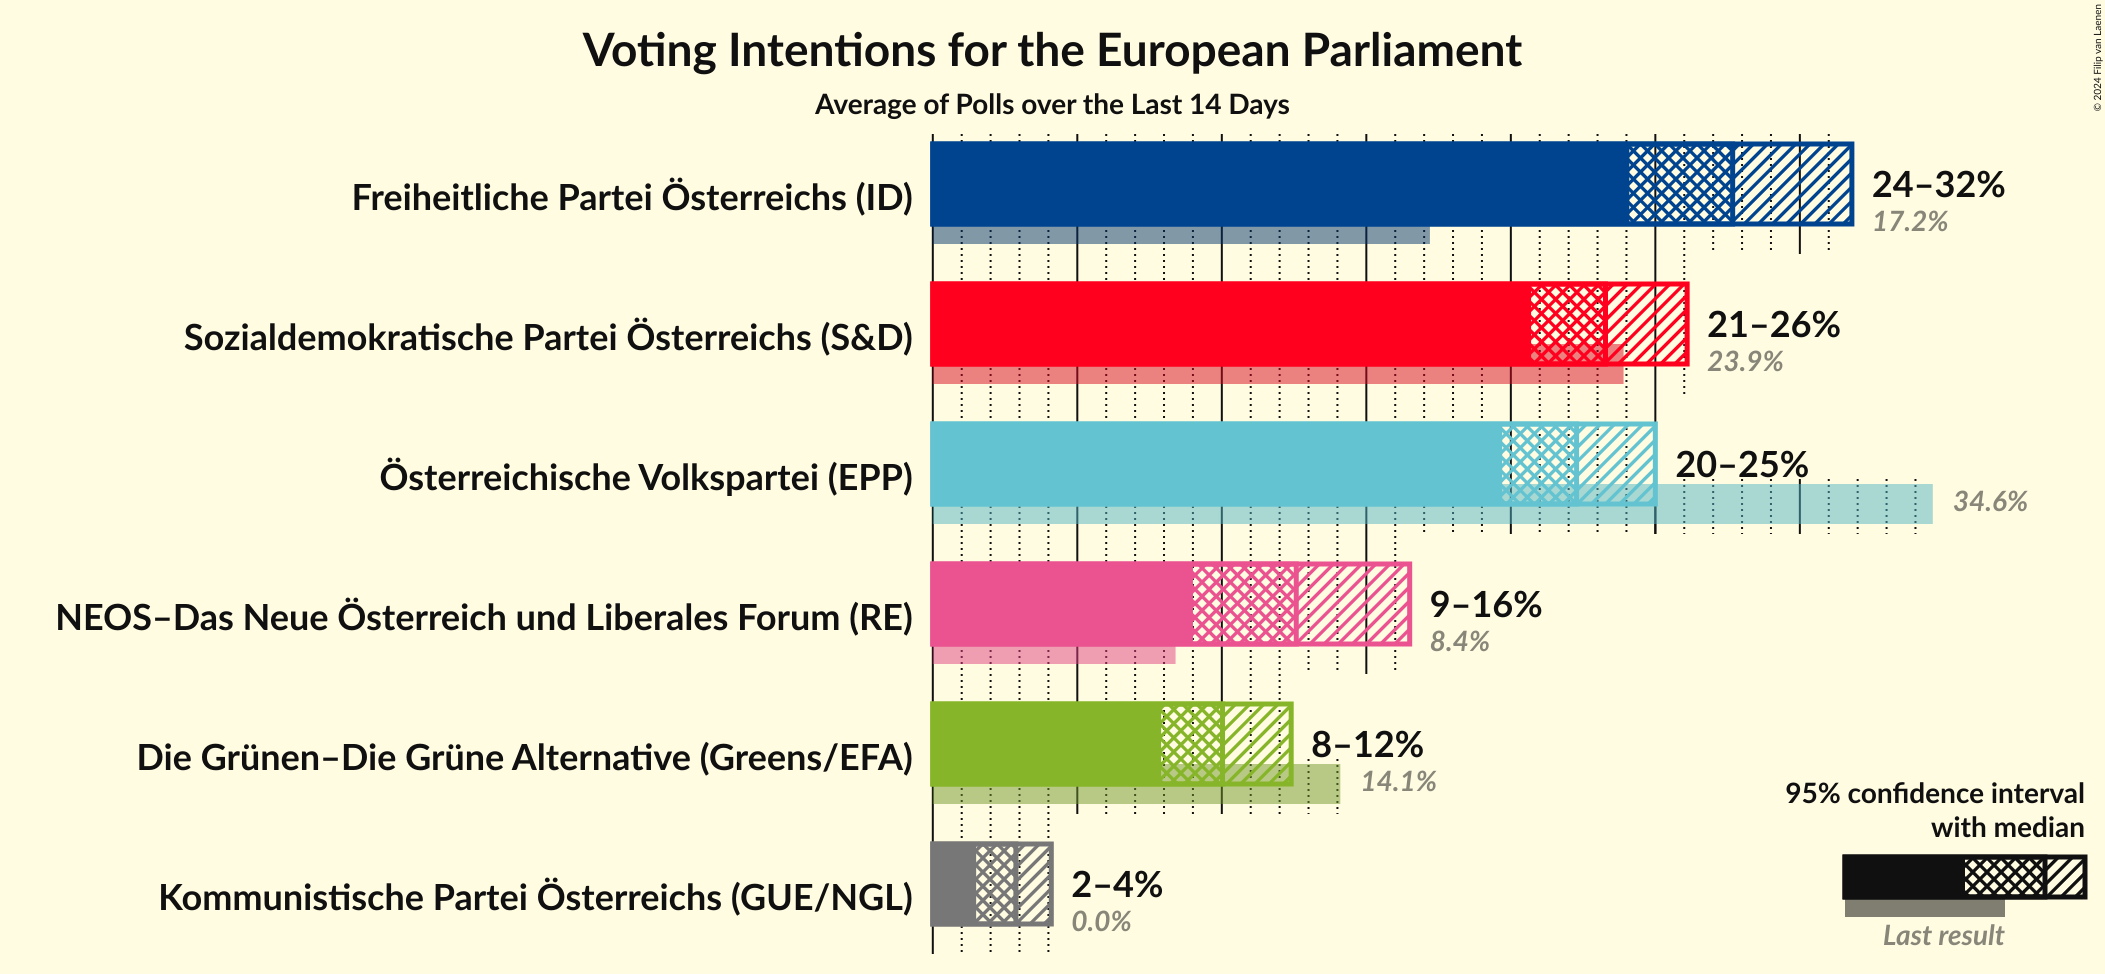 Voting Intentions for the European Parliament
Average of Polls over the Last 14 Days
© 2024 Filip van Laenen
Freiheitliche Partei Österreichs (ID)
24–32%
17.2%
Sozialdemokratische Partei Österreichs (S&D)
21–26%
23.9%
Österreichische Volkspartei (EPP)
20–25%
34.6%
NEOS–Das Neue Österreich und Liberales Forum (RE)
9–16%
8.4%
Die Grünen–Die Grüne Alternative (Greens/EFA)
8–12%
14.1%
Kommunistische Partei Österreichs (GUE/NGL)
2–4%
0.0%
95% confidence interval
with median
Last result